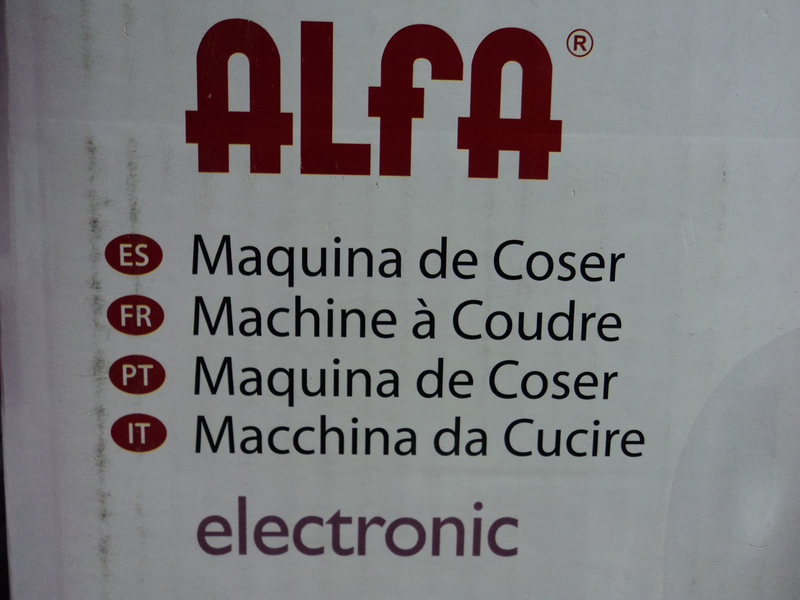 ALFA®
ES Maquina de Coser
FR Machine à Coudre
PT Maquina de Coser
IT Macchina da Cucire
electronic